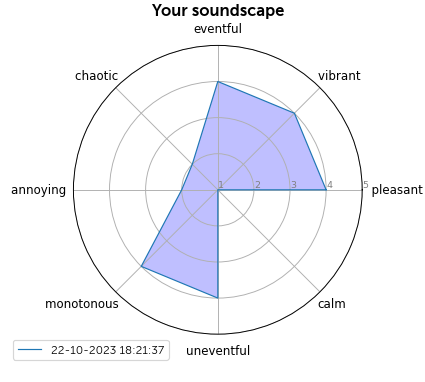 Your soundscape
eventful
chaotic
vibrant
annoying
1 2 3 4 5
pleasant
monotonous
calm
uneventful
22-10-2023 18:21:37